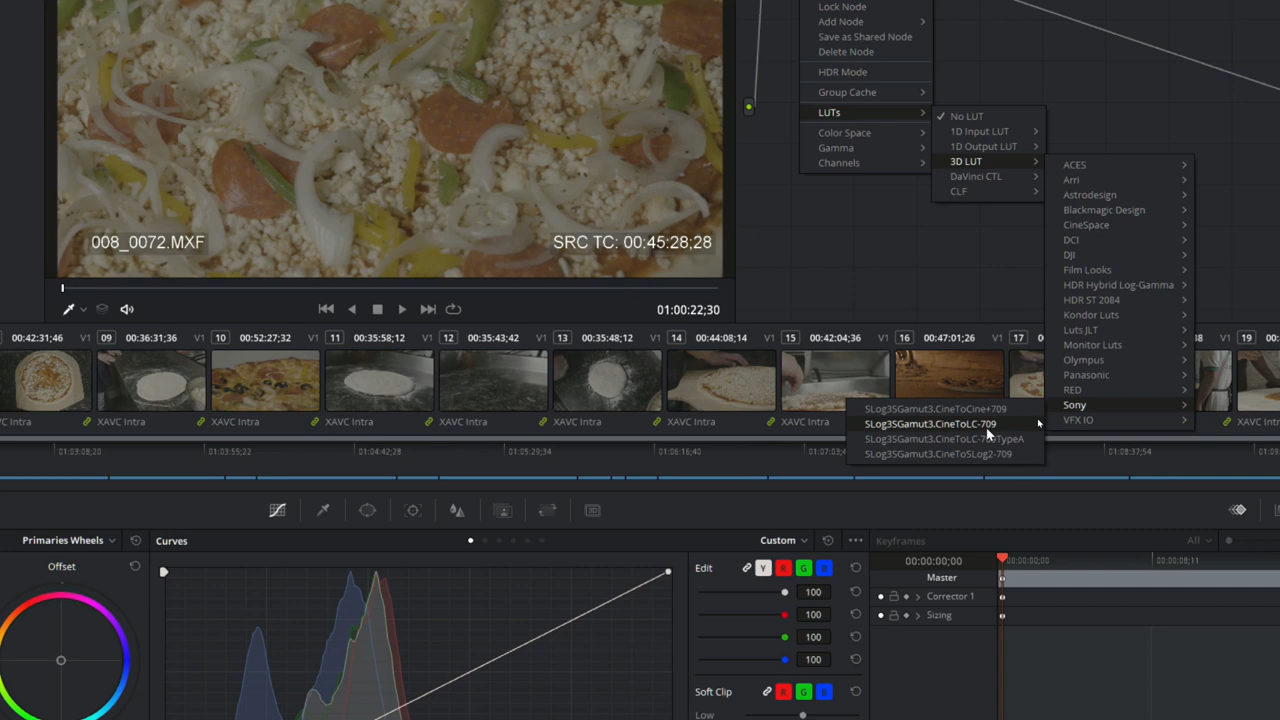 Lock Node
Add Node
Save as Shared Node
Delete Node
HDR Mode
Group Cache
LUTs
Color Space
Gamma
Channels
No LUT
1D Input LUT
1D Output LUT
3D LUT
DaVinci CTL
CLF
ACES
Arri
Astrodesign
Blackmagic Design
CineSpace
DCI
DJI
Film Looks
HDR Hybrid Log-Gamma
HDR ST 2084
Kondor Luts
Luts JLT
Monitor Luts
Olympus
Panasonic
RED
Sony
VFX IO
SLog3SGamut3.CineToCine+709
SLog3SGamut3.CineToLC-709
SLog3SGamut3.CineToLC-709TypeA
SLog3SGamut3.CineToSLog2-709
008_0072.MXF SRC TC: 00:45:28;28
01:00:22;30
00:42:31;46 V1 09 00:36:31;36 V1 10 00:52:27;32 V1 11 00:35:58;12 V1 12 00:35:43;42 V1 13 00:35:48;12 V1 14 00:44:08;14 V1 15 00:42:04;36 V1 16 00:47:01;26 V1 17 19
XAVC Intra XAVC Intra XAVC Intra XAVC Intra XAVC Intra XAVC Intra XAVC Intra XAVC Intra XAVC Intra
01:03:08;20 01:03:55;22 01:04:42;28 01:05:29;34 01:06:16;40 01:08:37;54
Primaries Wheels Curves Custom Keyframes All
Offset
Edit Y R G B
100
100
100
100
Soft Clip R G B
Low
00:00:00;00 00:00:00;00 00:00:08;11
Master
Corrector 1
Sizing